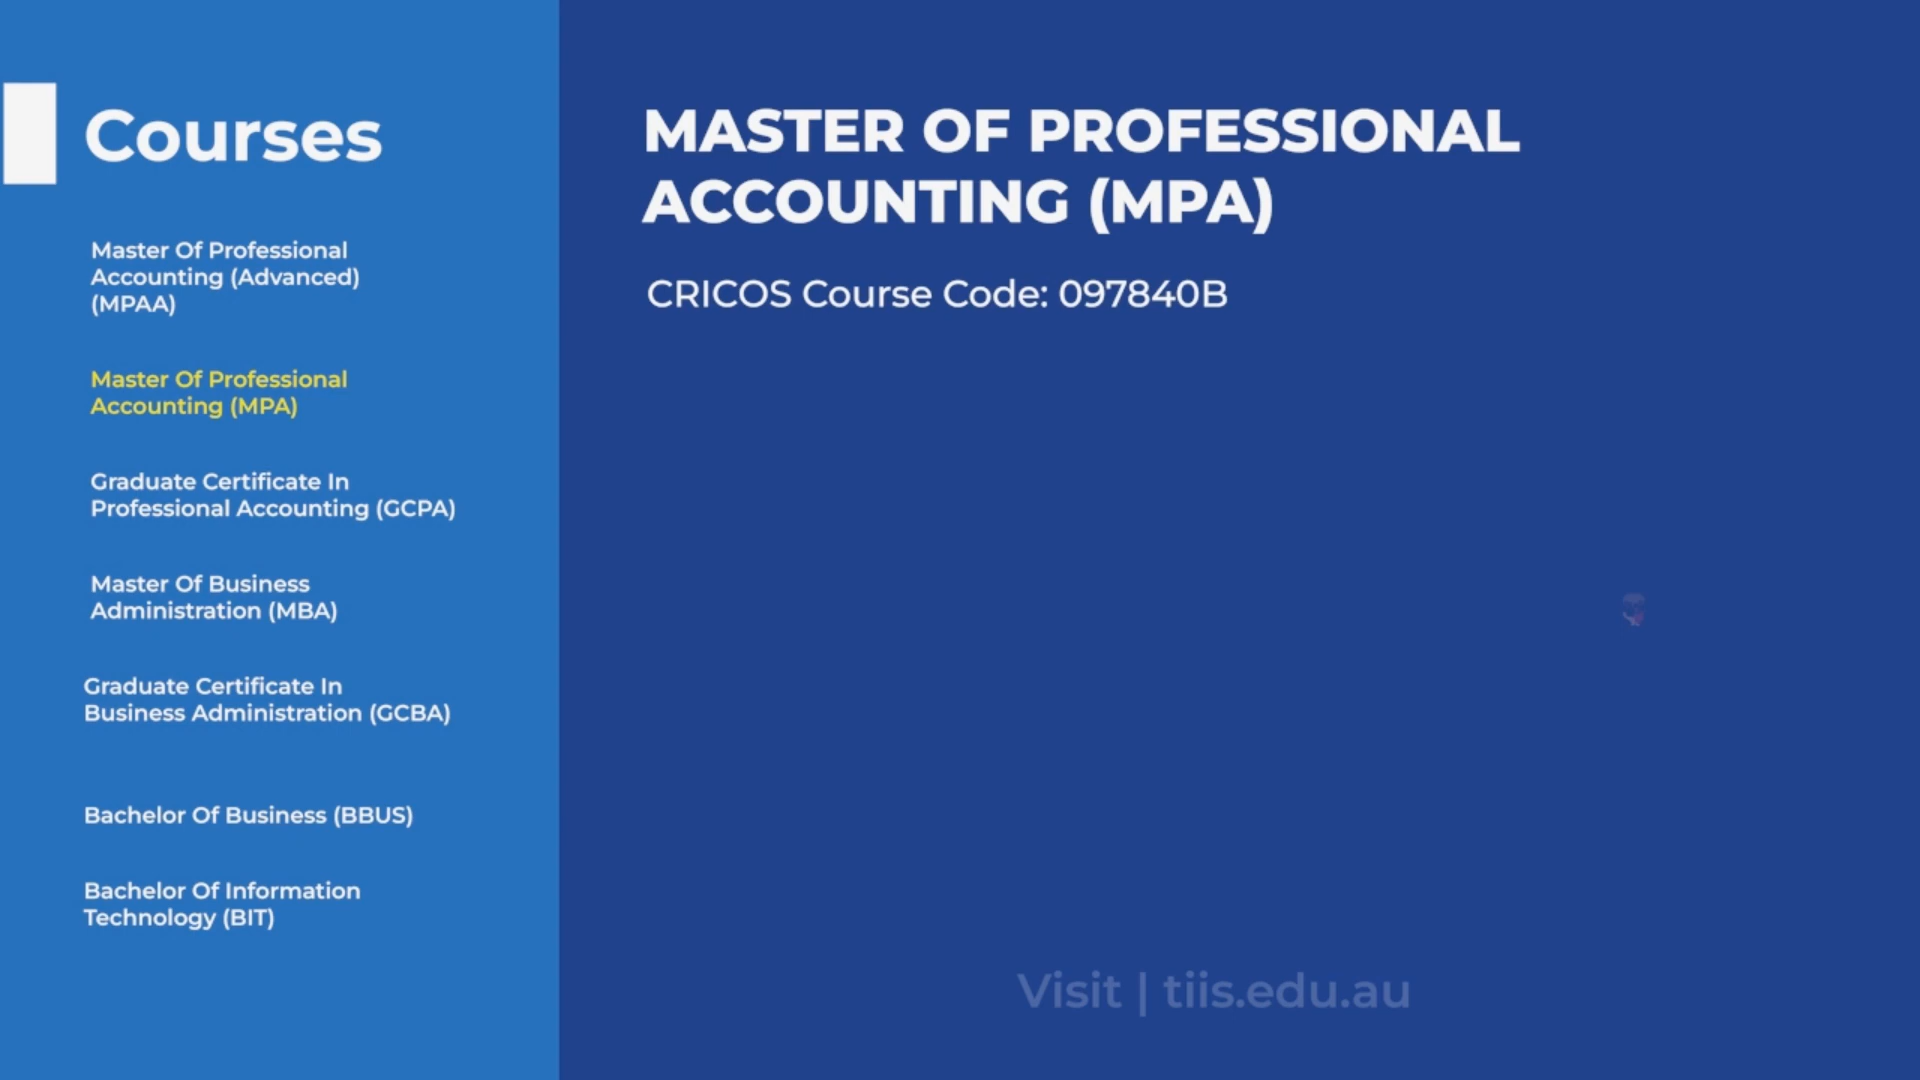 Courses
Master Of Professional
Accounting (Advanced)
(MPAA)
Master Of Professional
Accounting (MPA)
Graduate Certificate In
Professional Accounting (GCPA)
Master Of Business
Administration (MBA)
Graduate Certificate In
Business Administration (GCBA)
Bachelor Of Business (BBUS)
Bachelor Of Information
Technology (BIT)
MASTER OF PROFESSIONAL
ACCOUNTING (MPA)
CRICOS Course Code: 097840B
Visit | tiis.edu.au